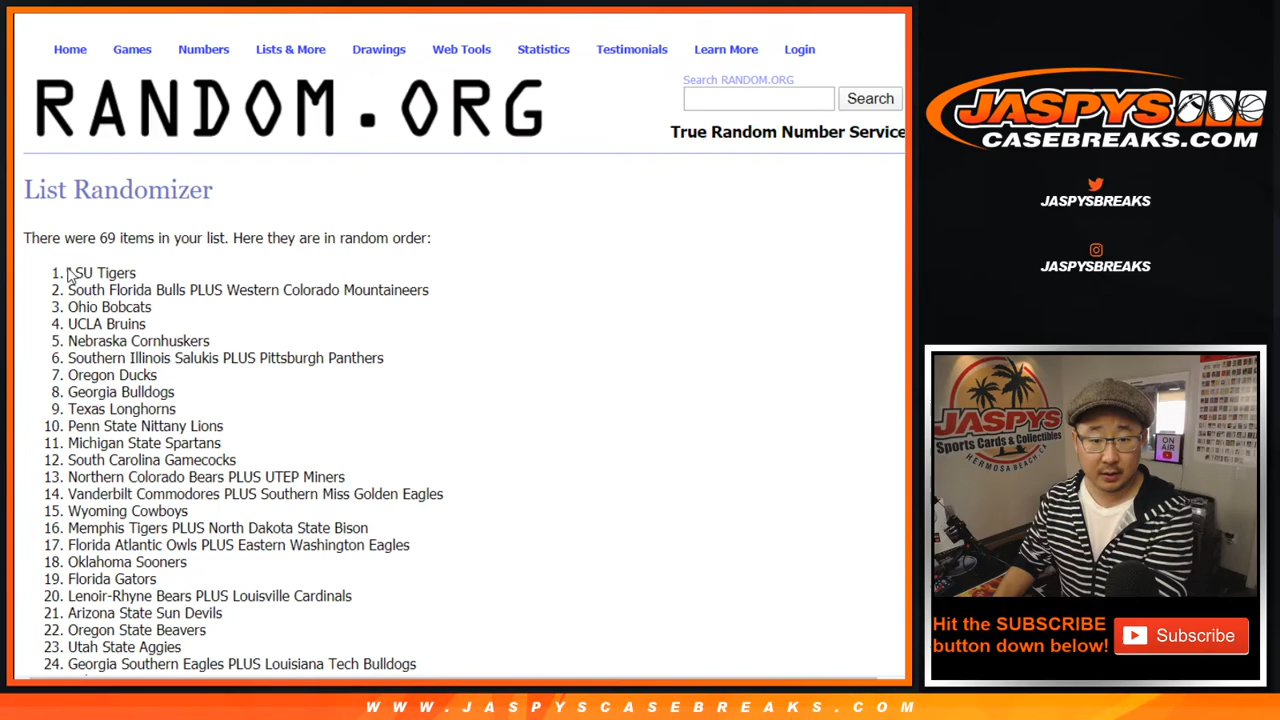 Home Games Numbers Lists & More Drawings Web Tools Statistics Testimonials Learn More Login
RANDOM.ORG
Search RANDOM.ORG
Search
True Random Number Service
List Randomizer
There were 69 items in your list. Here they are in random order:
1. LSU Tigers
2. South Florida Bulls PLUS Western Colorado Mountaineers
3. Ohio Bobcats
4. UCLA Bruins
5. Nebraska Cornhuskers
6. Southern Illinois Salukis PLUS Pittsburgh Panthers
7. Oregon Ducks
8. Georgia Bulldogs
9. Texas Longhorns
10. Penn State Nittany Lions
11. Michigan State Spartans
12. South Carolina Gamecocks
13. Northern Colorado Bears PLUS UTEP Miners
14. Vanderbilt Commodores PLUS Southern Miss Golden Eagles
15. Wyoming Cowboys
16. Memphis Tigers PLUS North Dakota State Bison
17. Florida Atlantic Owls PLUS Eastern Washington Eagles
18. Oklahoma Sooners
19. Florida Gators
20. Lenoir-Rhyne Bears PLUS Louisville Cardinals
21. Arizona State Sun Devils
22. Oregon State Beavers
23. Utah State Aggies
24. Georgia Southern Eagles PLUS Louisiana Tech Bulldogs
JASPYS
CASEBREAKS.COM
JASPYSBREAKS
JASPYSBREAKS
JASPYS
Sports Cards & Collectibles
HERMOSA BEACH, CA
ON AIR
Hit the SUBSCRIBE
button down below!
Subscribe
WWW.JASPYSCASEBREAKS.COM